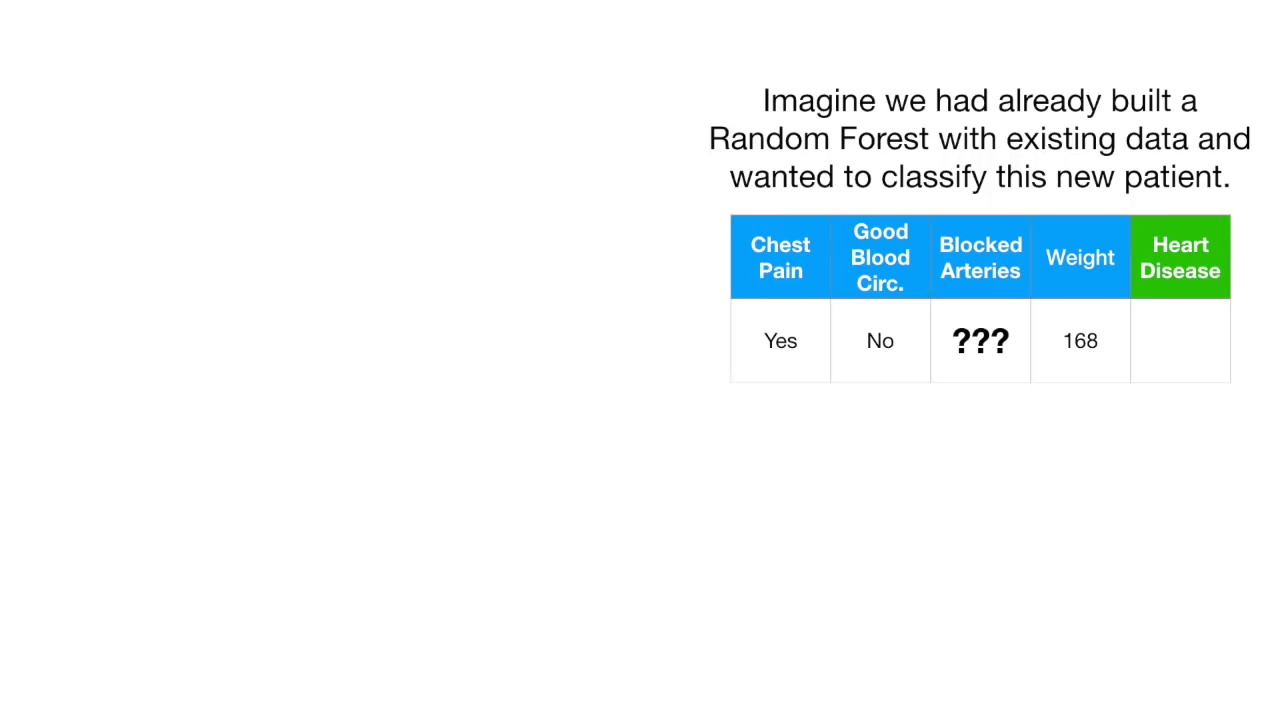 Imagine we had already built a
Random Forest with existing data and
wanted to classify this new patient.
Chest Pain
Good Blood Circ.
Blocked Arteries
Weight
Heart Disease
Yes
No
???
168